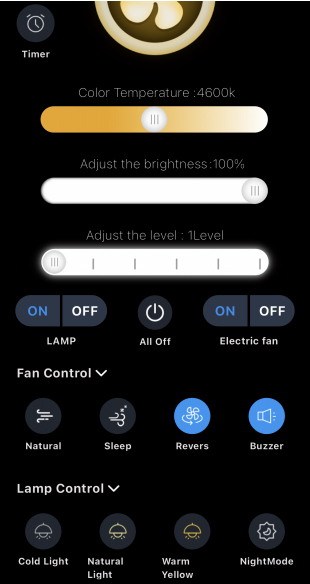 Timer
Color Temperature :4600k
Adjust the brightness:100%
Adjust the level : 1Level
ON OFF ON OFF
LAMP All Off Electric fan
Fan Control
Natural Sleep Revers Buzzer
Lamp Control
Cold Light Natural Light Warm Yellow NightMode